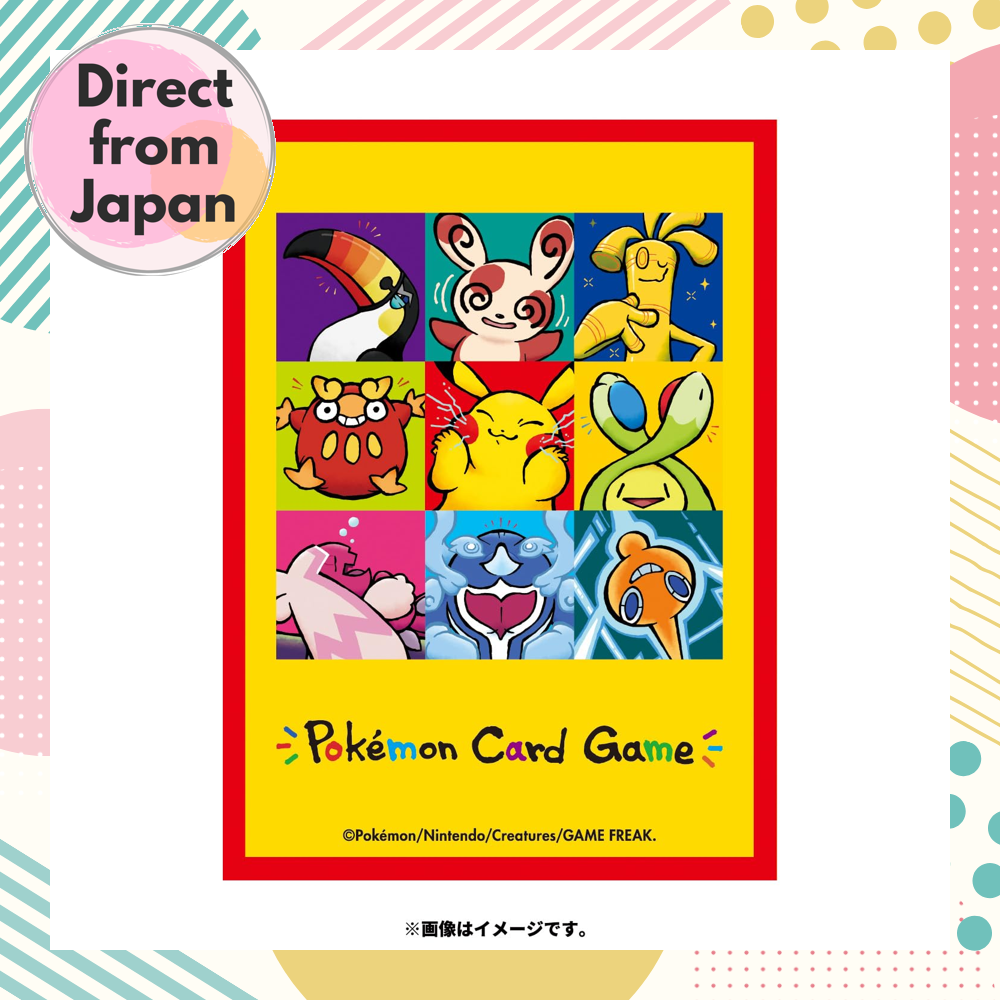 Direct
from
Japan
Pokémon Card Game
©Pokémon/Nintendo/Creatures/GAME FREAK.
※画像はイメージです。